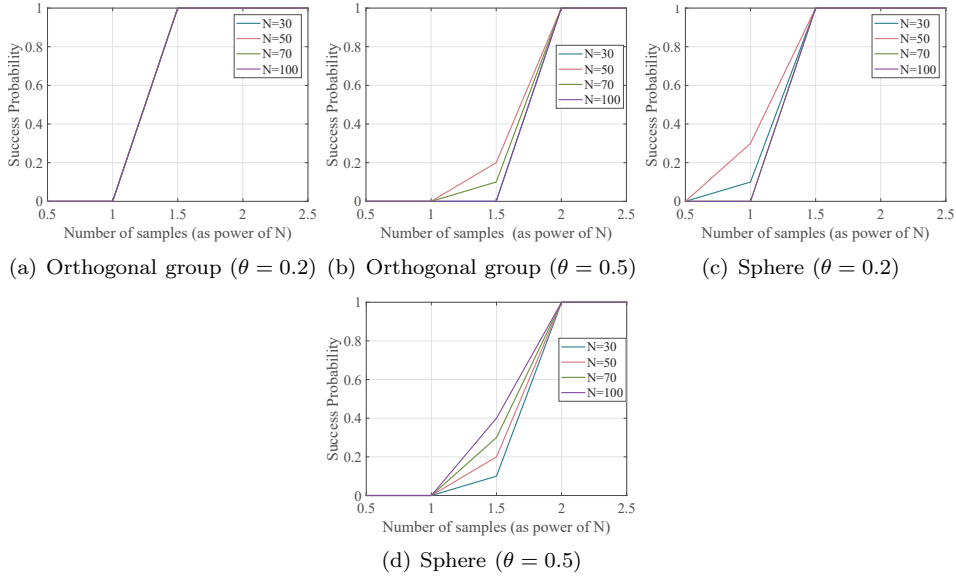 1
0.8
0.6
0.4
0.2
0
Success Probability
0.5 1 1.5 2 2.5
Number of samples (as power of N)
N=30
N=50
N=70
N=100
(a) Orthogonal group (θ = 0.2)
1
0.8
0.6
0.4
0.2
0
Success Probability
0.5 1 1.5 2 2.5
Number of samples (as power of N)
N=30
N=50
N=70
N=100
(b) Orthogonal group (θ = 0.5)
1
0.8
0.6
0.4
0.2
0
Success Probability
0.5 1 1.5 2 2.5
Number of samples (as power of N)
N=30
N=50
N=70
N=100
(c) Sphere (θ = 0.2)
1
0.8
0.6
0.4
0.2
0
Success Probability
0.5 1 1.5 2 2.5
Number of samples (as power of N)
N=30
N=50
N=70
N=100
(d) Sphere (θ = 0.5)